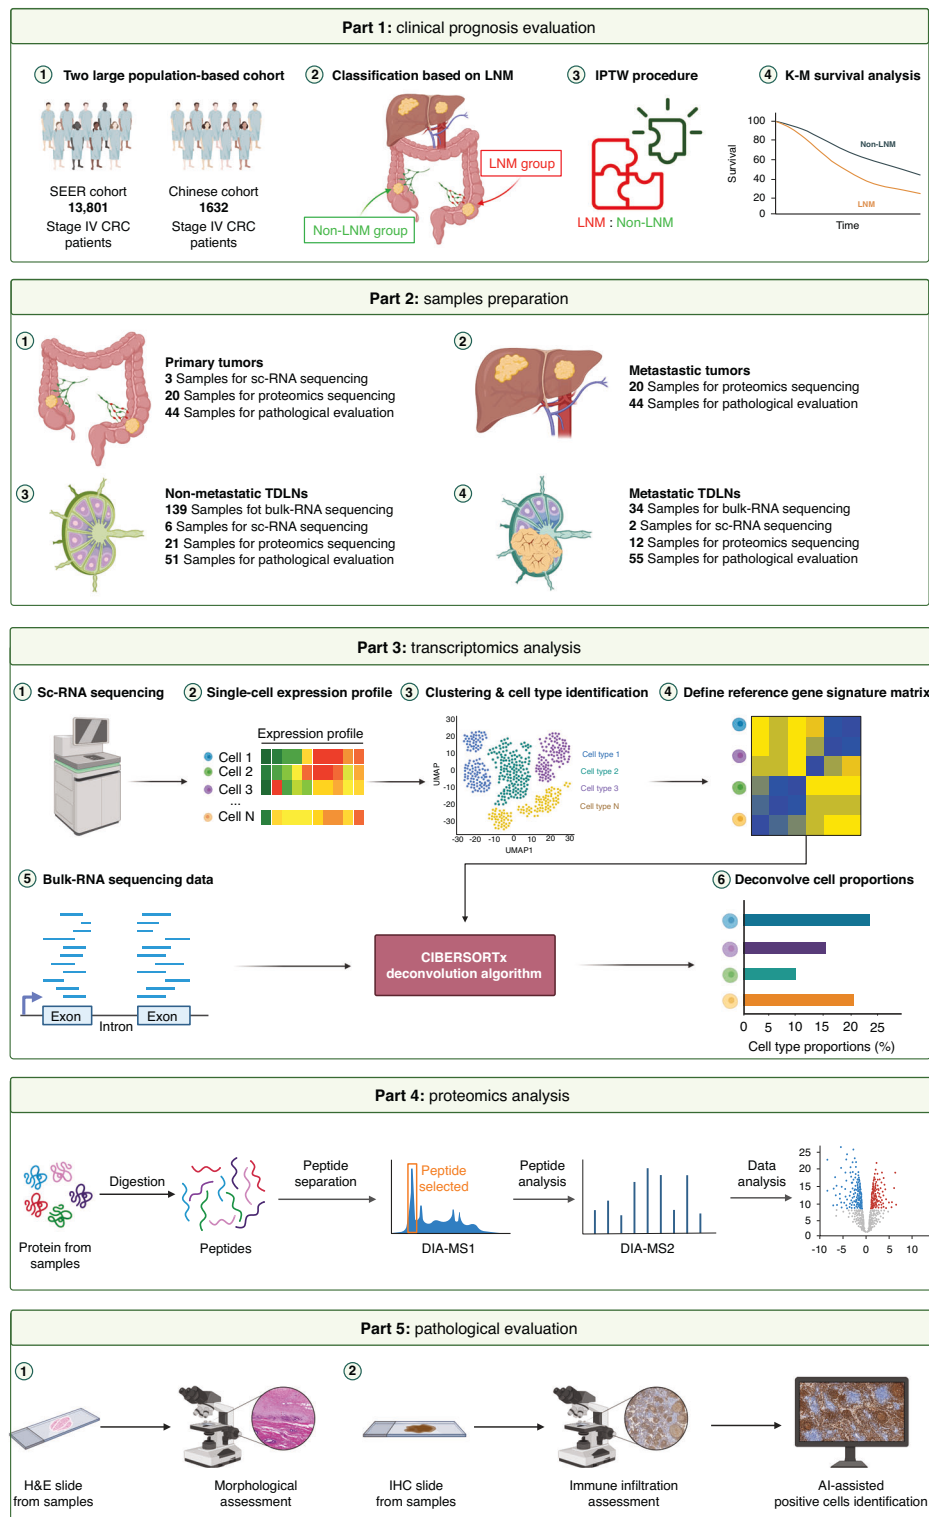 Part 1: clinical prognosis evaluation
1 Two large population-based cohort
SEER cohort
13,801
Stage IV CRC
patients
Chinese cohort
1632
Stage IV CRC
patients
2 Classification based on LNM
LNM group
Non-LNM group
3 IPTW procedure
LNM : Non-LNM
4 K-M survival analysis
Survival
100
80
60
40
20
0
Non-LNM
LNM
Time
Part 2: samples preparation
1
Primary tumors
3 Samples for sc-RNA sequencing
20 Samples for proteomics sequencing
44 Samples for pathological evaluation
2
Metastastic tumors
20 Samples for proteomics sequencing
44 Samples for pathological evaluation
3
Non-metastatic TDLNs
139 Samples fot bulk-RNA sequencing
6 Samples for sc-RNA sequencing
21 Samples for proteomics sequencing
51 Samples for pathological evaluation
4
Metastatic TDLNs
34 Samples for bulk-RNA sequencing
2 Samples for sc-RNA sequencing
12 Samples for proteomics sequencing
55 Samples for pathological evaluation
Part 3: transcriptomics analysis
1 Sc-RNA sequencing
2 Single-cell expression profile
Expression profile
Cell 1
Cell 2
Cell 3
...
Cell N
3 Clustering & cell type identification
UMAP
30
20
10
0
-10
-20
-30
-30 -20 -10 0 10 20 30
UMAP1
Cell type 1
Cell type 2
Cell type 3
Cell type N
4 Define reference gene signature matrix
5 Bulk-RNA sequencing data
Exon
Intron
Exon
CIBERSORTx
deconvolution algorithm
6 Deconvolve cell proportions
0 5 10 15 20 25
Cell type proportions (%)
Part 4: proteomics analysis
Protein from
samples
Digestion
Peptides
Peptide
separation
Peptide
selected
DIA-MS1
Peptide
analysis
DIA-MS2
Data
analysis
25
20
15
10
5
0
-10 -5 0 5 10
Part 5: pathological evaluation
1
H&E slide
from samples
Morphological
assessment
2
IHC slide
from samples
Immune infiltration
assessment
AI-assisted
positive cells identification